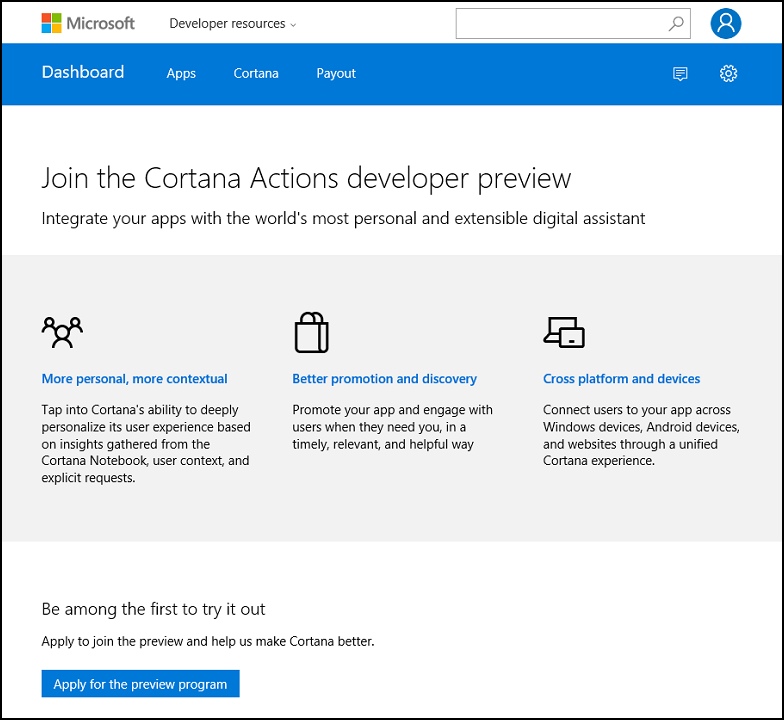 Microsoft Developer resources
Dashboard Apps Cortana Payout
Join the Cortana Actions developer preview
Integrate your apps with the world's most personal and extensible digital assistant
More personal, more contextual
Tap into Cortana's ability to deeply
personalize its user experience based
on insights gathered from the
Cortana Notebook, user context, and
explicit requests.
Better promotion and discovery
Promote your app and engage with
users when they need you, in a
timely, relevant, and helpful way
Cross platform and devices
Connect users to your app across
Windows devices, Android devices,
and websites through a unified
Cortana experience.
Be among the first to try it out
Apply to join the preview and help us make Cortana better.
Apply for the preview program